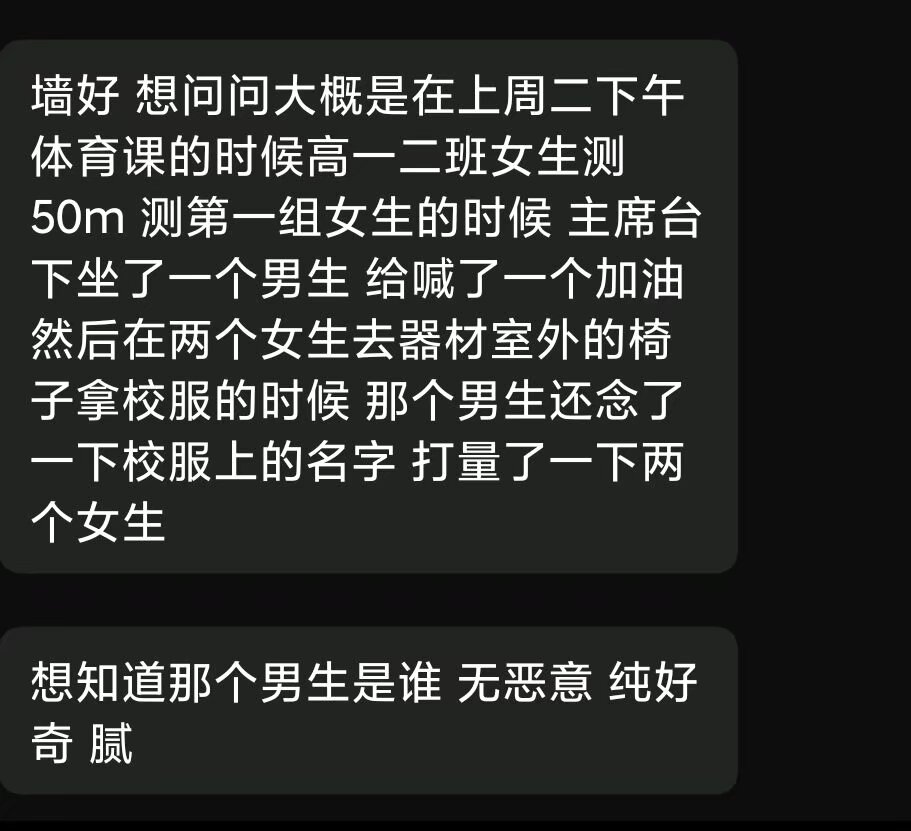 墙好 想问问大概是在上周二下午
体育课的时候高一二班女生测
50m 测第一组女生的时候 主席台
下坐了一个男生 给喊了一个加油
然后在两个女生去器材室外的椅
子拿校服的时候 那个男生还念了
一下校服上的名字 打量了一下两
个女生
想知道那个男生是谁 无恶意 纯好
奇 腻